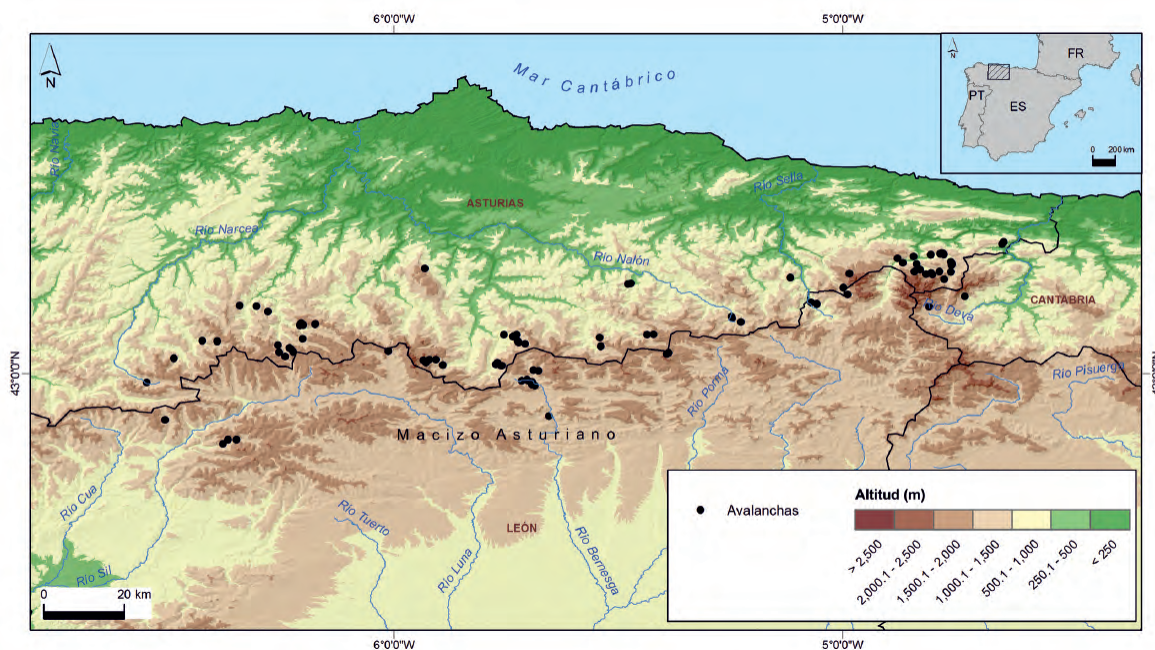 6°0'0"W
5°0'0"W
N
Mar Cantábrico
N
FR
PT
ES
0 200 km
Río Navia
Río Sella
ASTURIAS
Río Narcea
Río Nalón
CANTABRIA
Río Deva
43°0'0"N
Río Pisuerga
Río Porma
Macizo Asturiano
Río Cua
Río Tuerto
LEÓN
Río Luna
Río Bernesga
Río Sil
0 20 km
Avalanchas
Altitud (m)
> 2,500
2,000.1 - 2,500
1,500.1 - 2,000
1,000.1 - 1,500
500.1 - 1,000
250.1 - 500
< 250
6°0'0"W
5°0'0"W